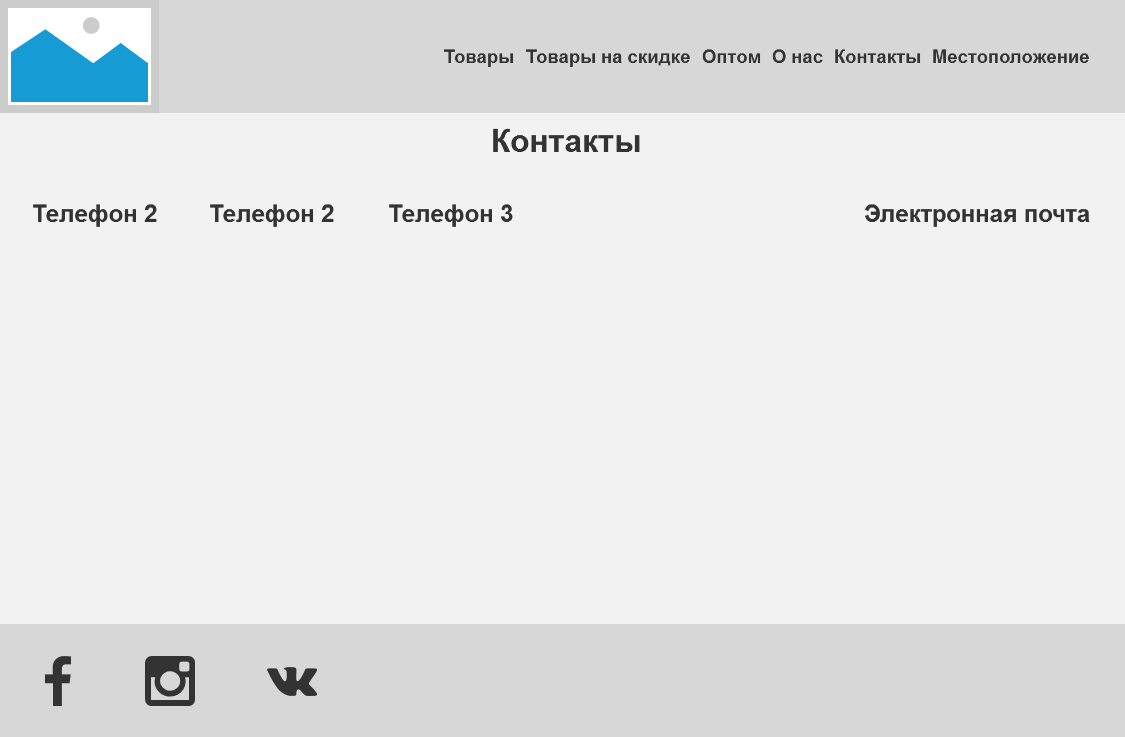 Товары Товары на скидке Оптом О нас Контакты Местоположение
Контакты
Телефон 2 Телефон 2 Телефон 3 Электронная почта